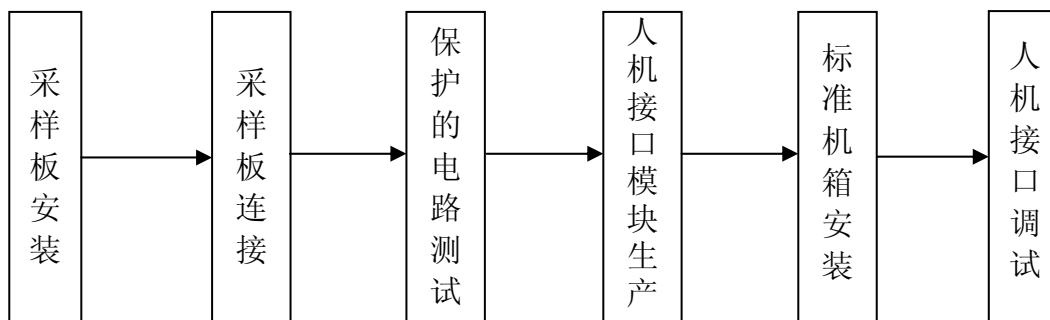 采样板安装
采样板连接
保护的电路测试
人机接口模块生产
标准机箱安装
人机接口调试